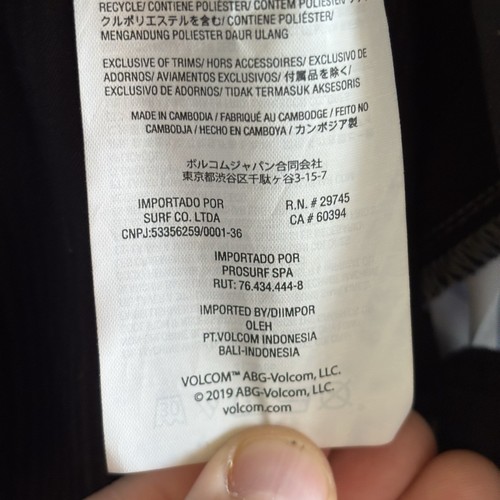 RECYCLE/ CONTIENE POLIÉSTER/ CONTÉM POLIÉSTER
クルポリエステルを含む/ CONTIENE POLIÉSTER/
MENGANDUNG POLIESTER DAUR ULANG
EXCLUSIVE OF TRIMS/ HORS ACCESSOIRES/ EXCLUSIVO DE
ADORNOS/ AVIAMENTOS EXCLUSIVOS/ 付属品を除く/
EXCLUSIVO DE ADORNOS/ TIDAK TERMASUK AKSESORIS
MADE IN CAMBODIA / FABRIQUÉ AU CAMBODGE / FEITO NO
CAMBODJA / HECHO EN CAMBOYA / カンボジア製
ボルコムジャパン合同会社
東京都渋谷区千駄ヶ谷3-15-7
IMPORTADO POR
SURF CO. LTDA
CNPJ:53356259/0001-36
R.N. # 29745
CA # 60394
IMPORTADO POR
PROSURF SPA
RUT: 76.434.444-8
IMPORTED BY/DIIMPOR
OLEH
PT.VOLCOM INDONESIA
BALI-INDONESIA
VOLCOM™ ABG-Volcom, LLC.
© 2019 ABG-Volcom, LLC.
volcom.com